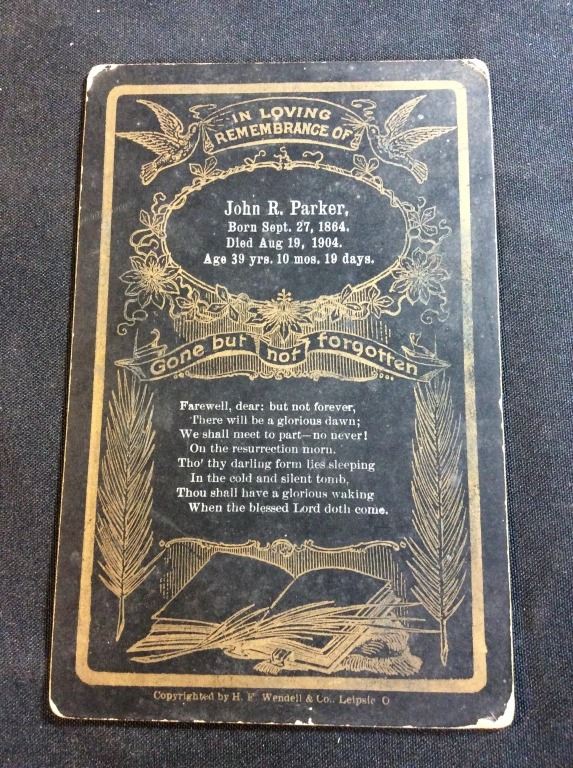 IN LOVING
REMEMBRANCE OF
John R. Parker,
Born Sept. 27, 1864.
Died Aug 19, 1904.
Age 39 yrs. 10 mos. 19 days.
Gone but not forgotten
Farewell, dear: but not forever,
There will be a glorious dawn;
We shall meet to part—no never!
On the resurrection morn.
Tho' thy darling form lies sleeping
In the cold and silent tomb,
Thou shall have a glorious waking
When the blessed Lord doth come.
Copyrighted by H. F. Wendell & Co., Leipsic O